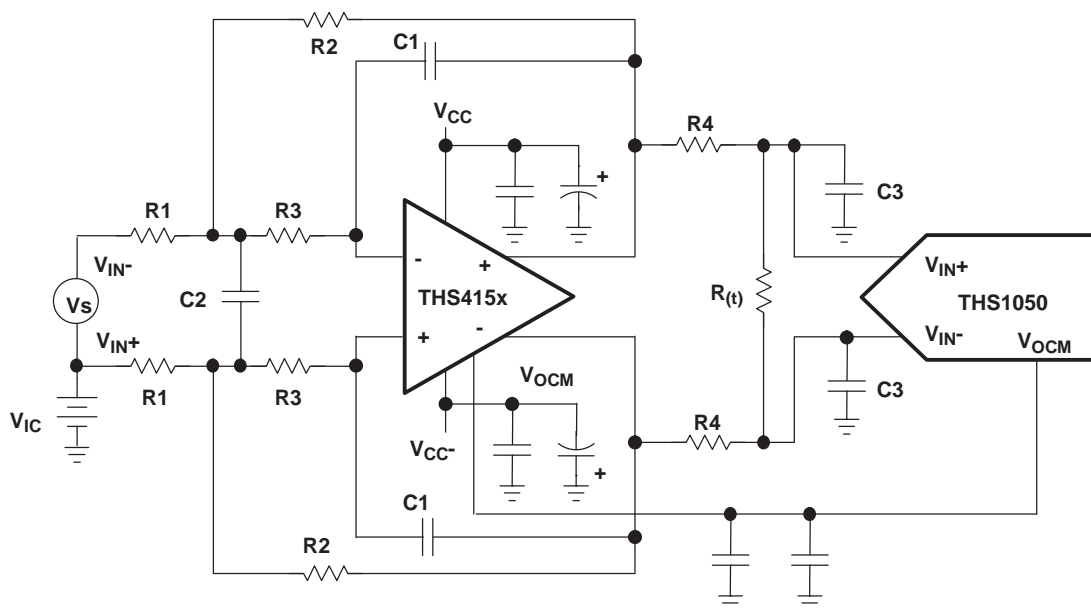 R2
C1
VCC
R4
+
C3
R1
R3
VIN-
-
+
VIN+
C2
THS415x
R(t)
THS1050
Vs
VIN+
+
-
VIN-
VOCM
R1
R3
VOCM
C3
VIC
R4
VCC-
+
C1
R2